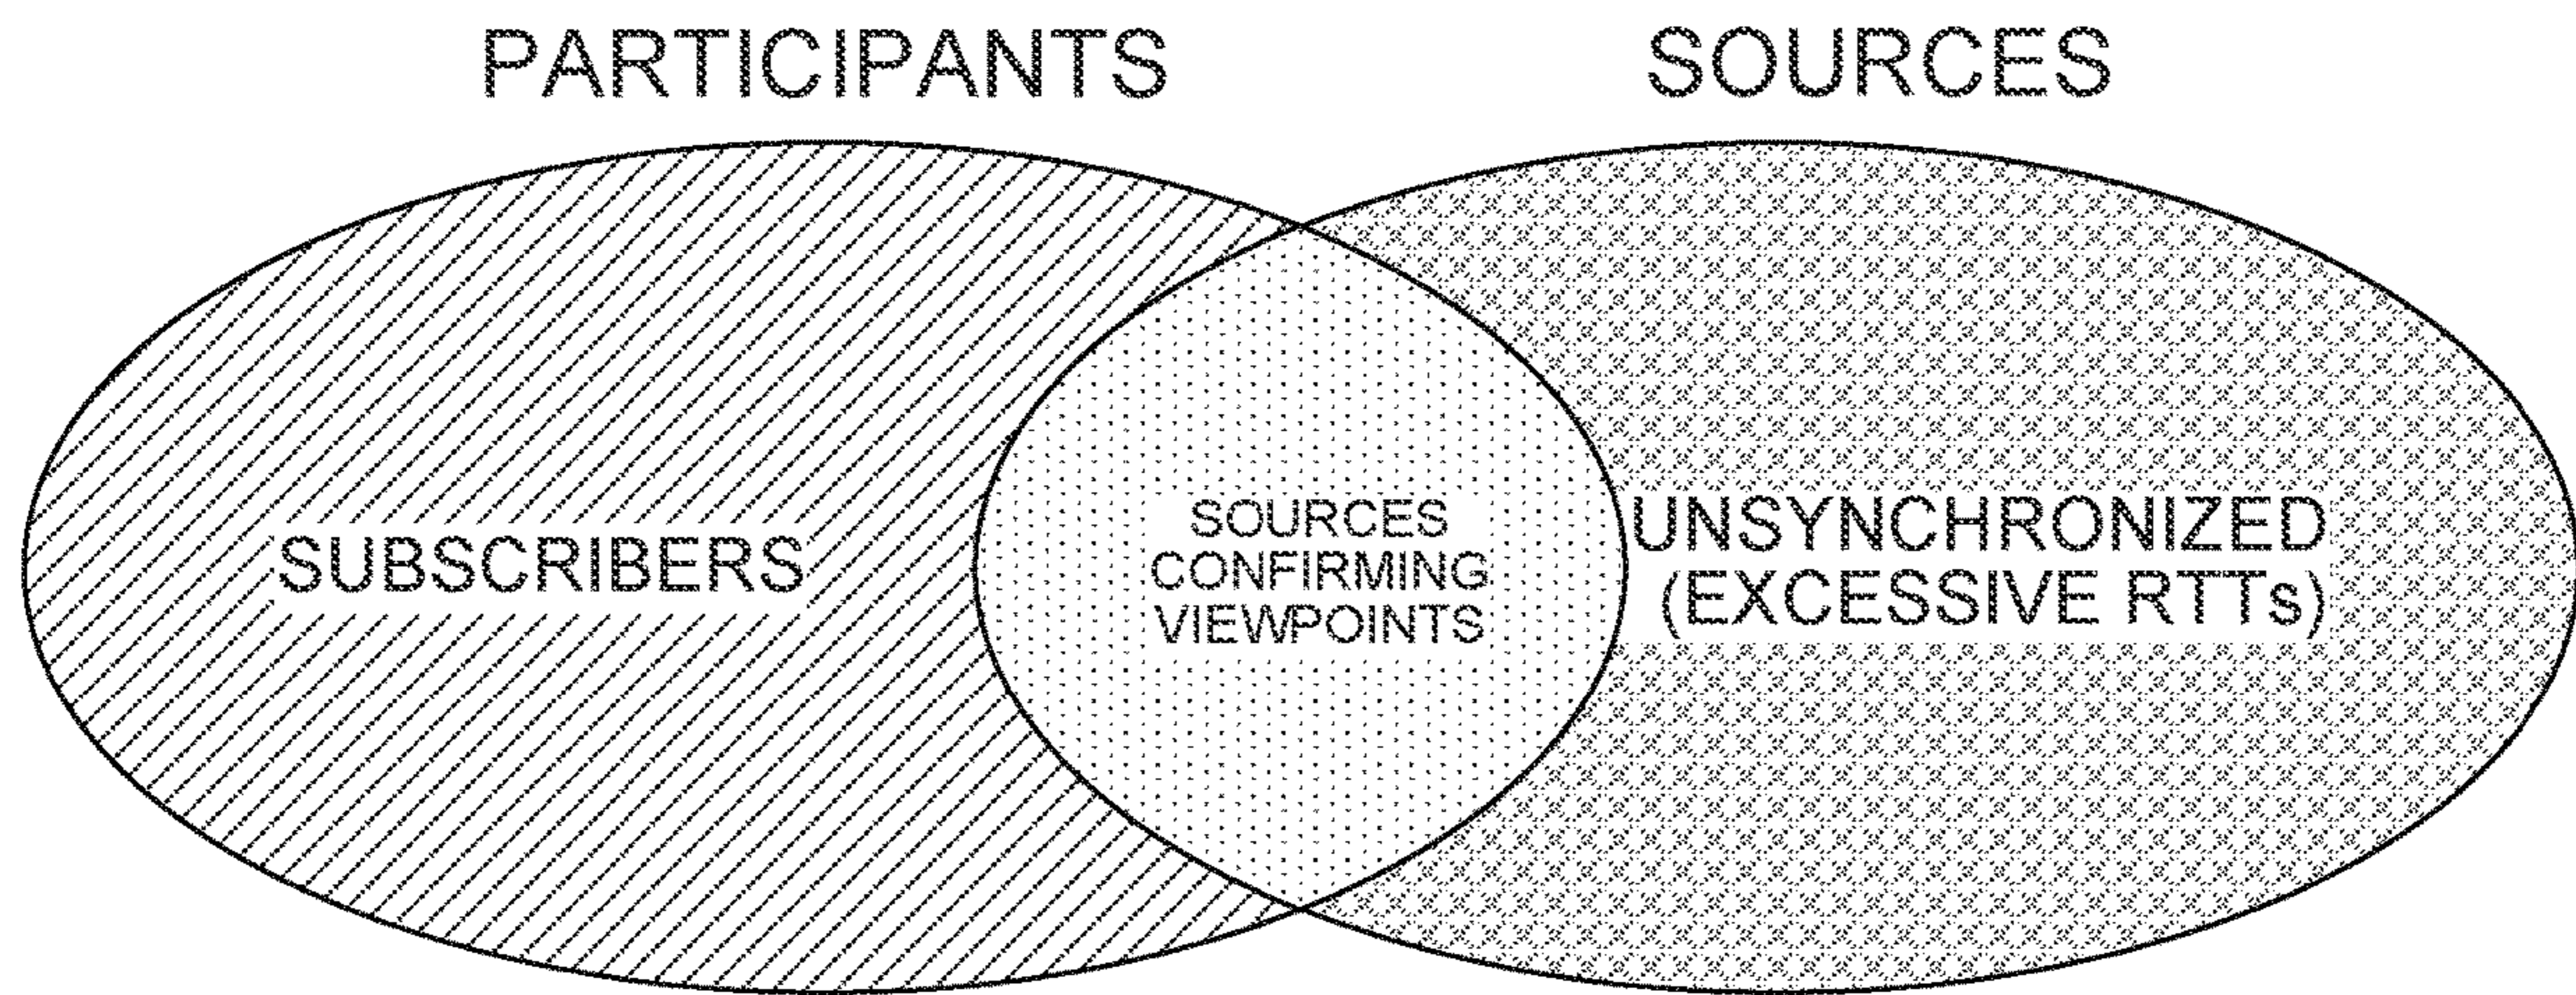 PARTICIPANTS
SOURCES
SUBSCRIBERS
SOURCES
CONFIRMING
VIEWPOINTS
UNSYNCHRONIZED
(EXCESSIVE RTTs)